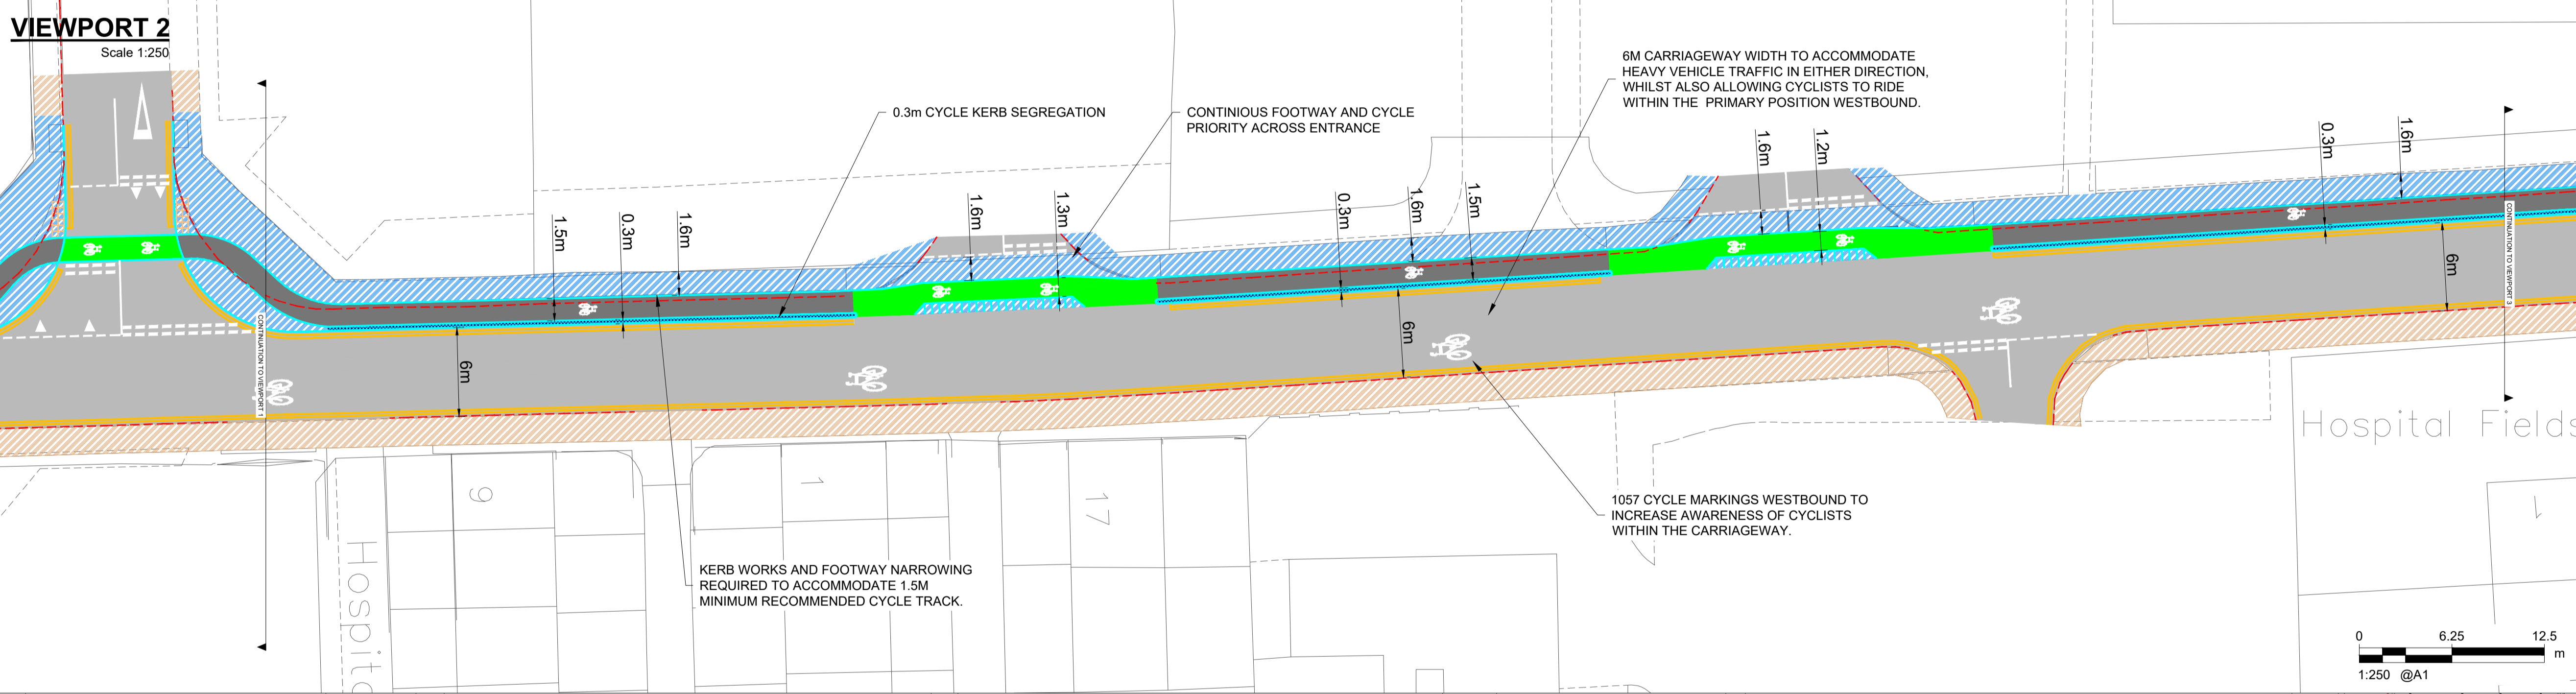 VIEWPORT 2
Scale 1:250
0.3m CYCLE KERB SEGREGATION
CONTINIOUS FOOTWAY AND CYCLE
PRIORITY ACROSS ENTRANCE
6M CARRIAGEWAY WIDTH TO ACCOMMODATE
HEAVY VEHICLE TRAFFIC IN EITHER DIRECTION,
WHILST ALSO ALLOWING CYCLISTS TO RIDE
WITHIN THE PRIMARY POSITION WESTBOUND.
1.5m
0.3m
1.6m
1.6m
1.3m
0.3m
1.6m
1.5m
1.6m
1.2m
0.3m
1.6m
6m
6m
6m
CONTINUATION TO VIEWPORT 1
CONTINUATION TO VIEWPORT 3
KERB WORKS AND FOOTWAY NARROWING
REQUIRED TO ACCOMMODATE 1.5M
MINIMUM RECOMMENDED CYCLE TRACK.
1057 CYCLE MARKINGS WESTBOUND TO
INCREASE AWARENESS OF CYCLISTS
WITHIN THE CARRIAGEWAY.
Hospital Fields
9
1
17
1
Hospita
0 6.25 12.5
m
1:250 @A1